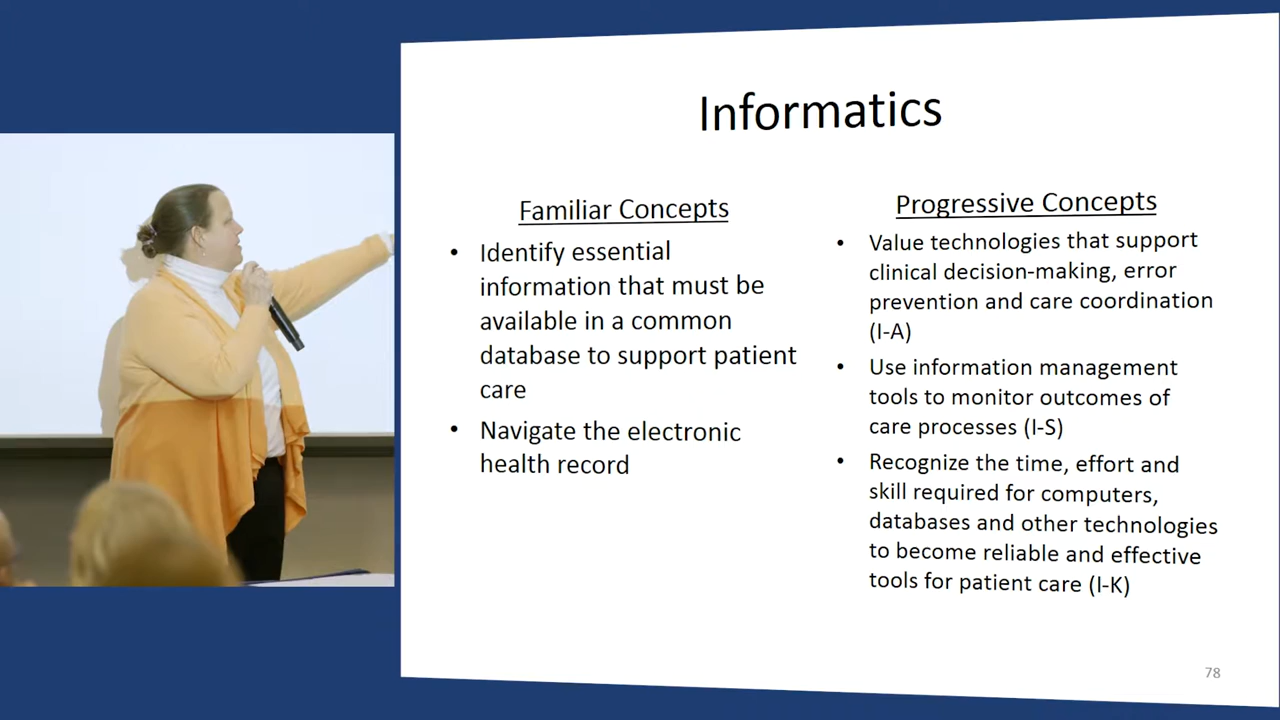 Informatics
Familiar Concepts
• Identify essential
information that must be
available in a common
database to support patient
care
• Navigate the electronic
health record
Progressive Concepts
• Value technologies that support
clinical decision-making, error
prevention and care coordination
(I-A)
• Use information management
tools to monitor outcomes of
care processes (I-S)
• Recognize the time, effort and
skill required for computers,
databases and other technologies
to become reliable and effective
tools for patient care (I-K)
78